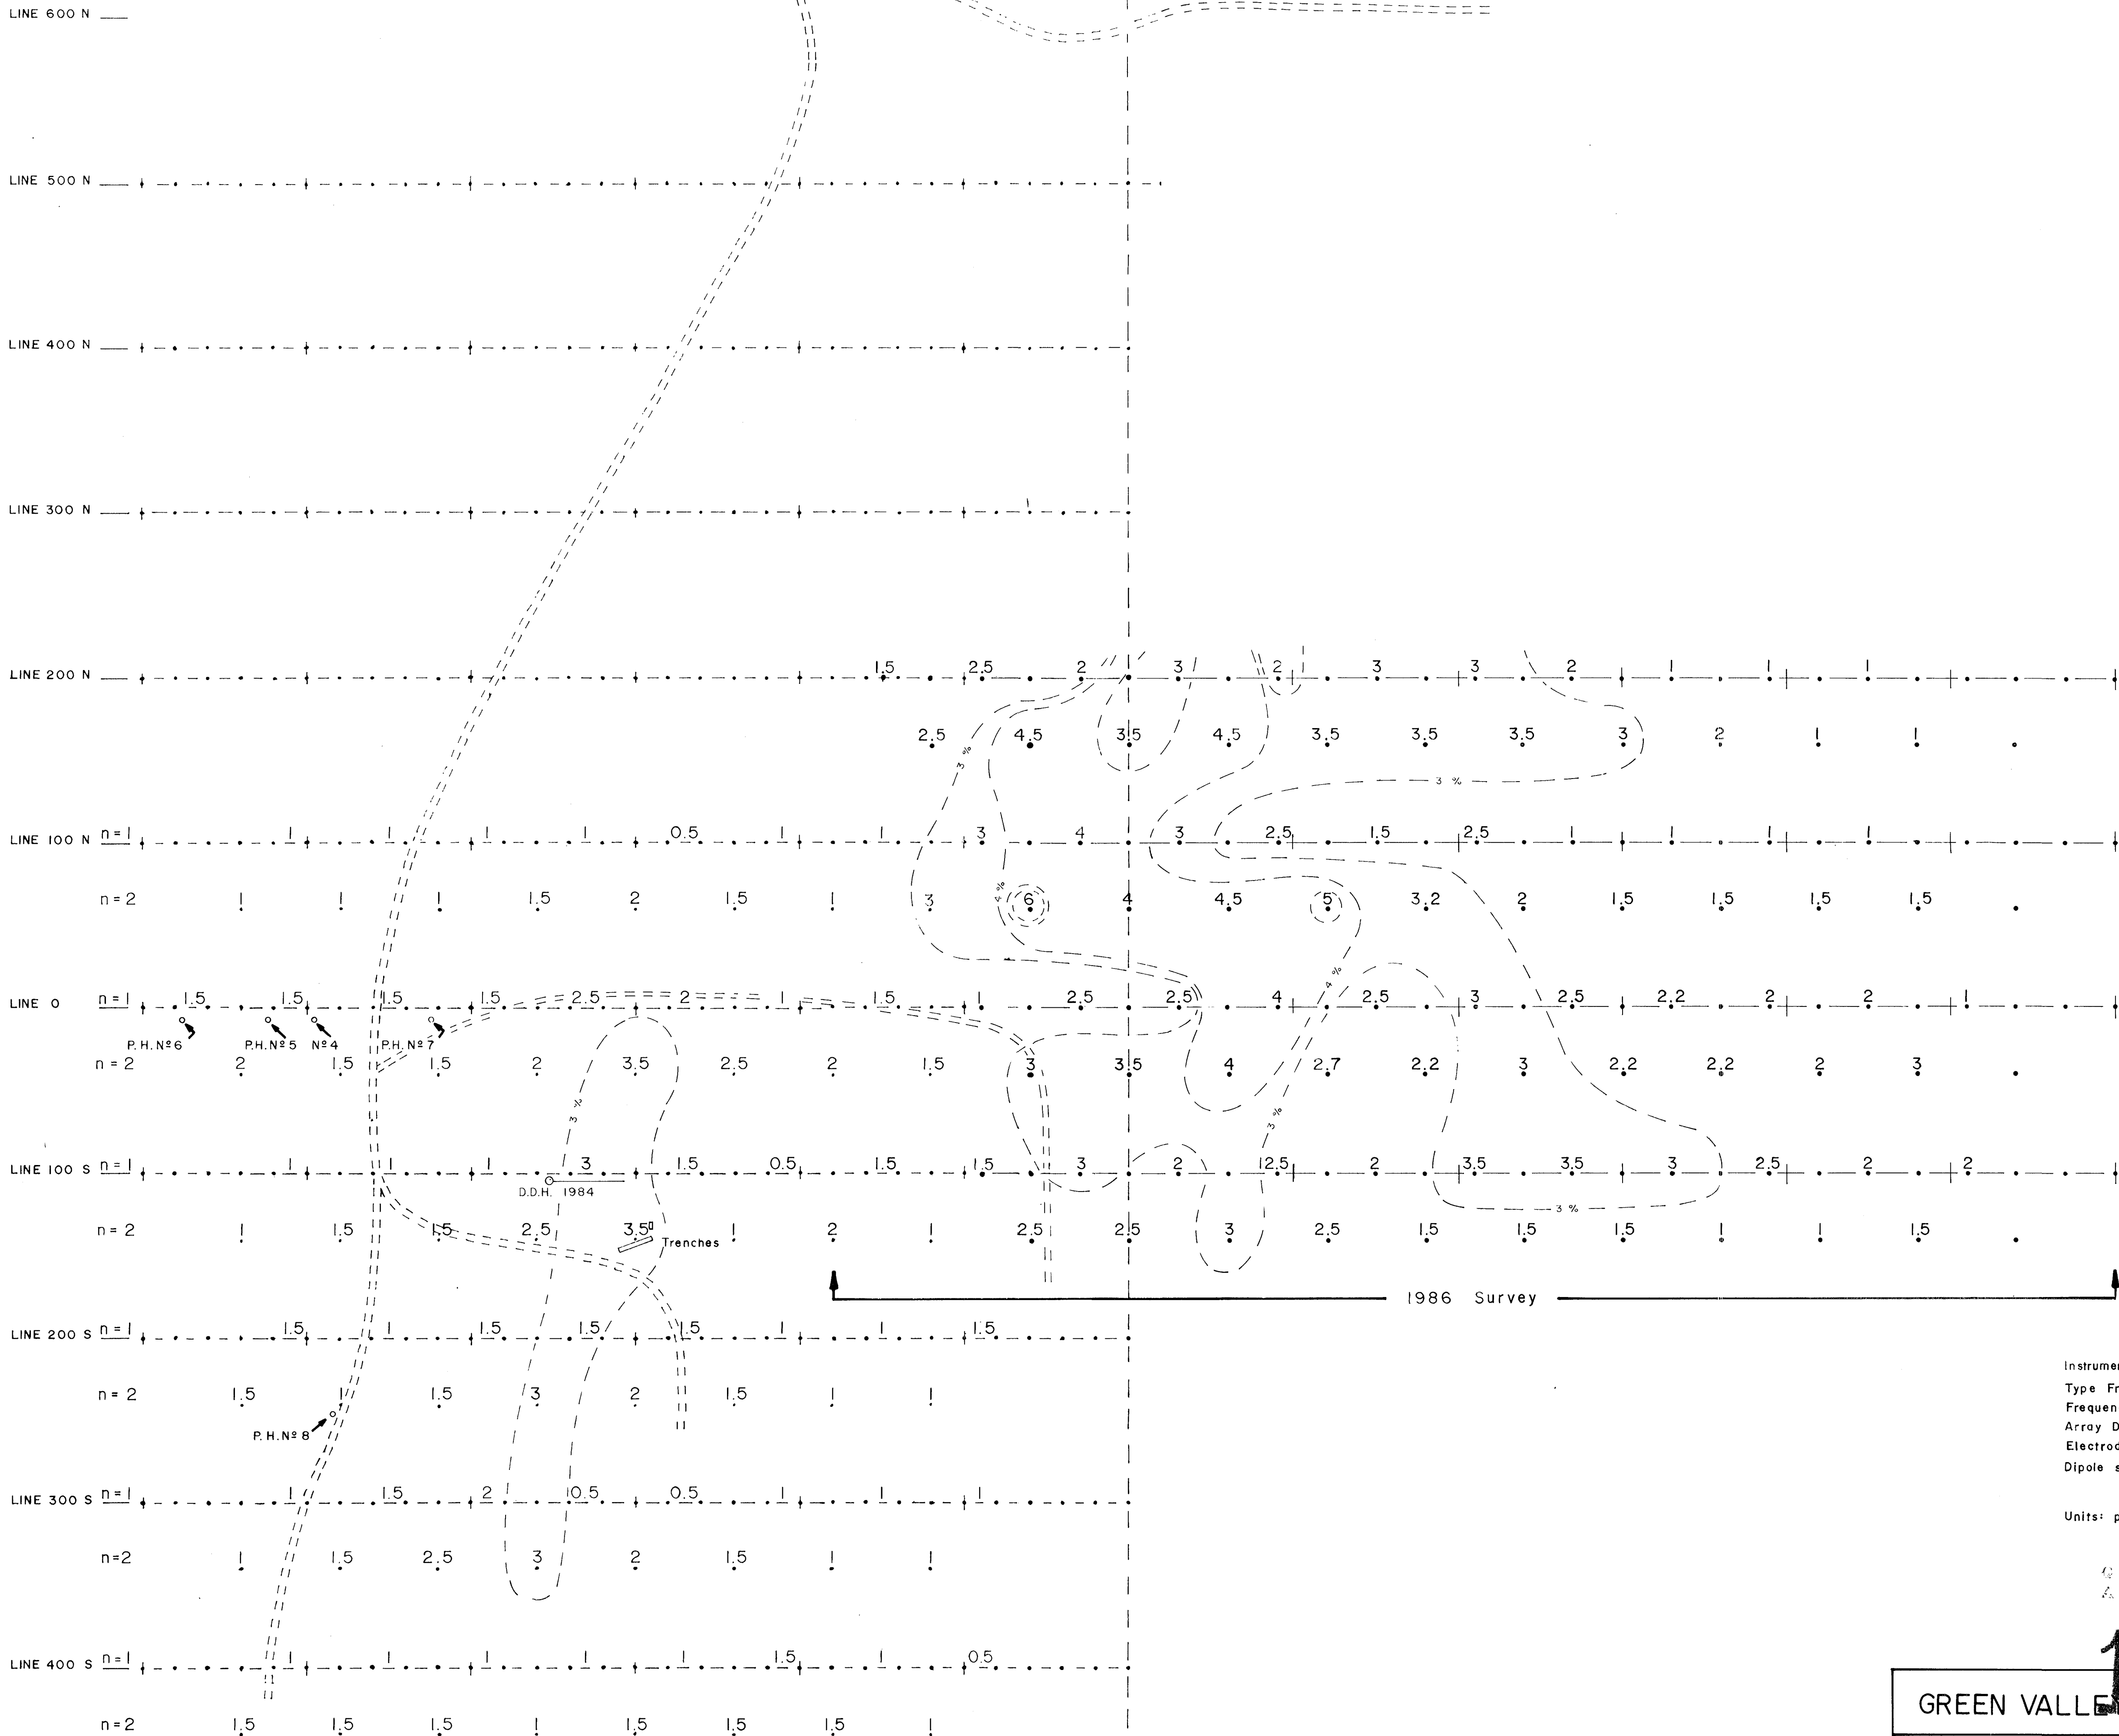 LINE 600 N
LINE 500 N
LINE 400 N
LINE 300 N
LINE 200 N 1.5 2.5 2 3 2 3 3 2 1 1 1
2.5 4.5 3.5 4.5 3.5 3.5 3.5 3 2 1 1
3 %
3 %
LINE 100 N n=1 1 1 1 1 0.5 1 1 3 4 3 2.5 1.5 2.5 1 1 1 1
4 %
n=2 1 1 1 1.5 2 1.5 1 3 6 4 4.5 5 3.2 2 1.5 1.5 1.5 1.5
4 %
LINE 0 n=1 1.5 1.5 1.5 1.5 2.5 2 1 1.5 1 2.5 2.5 4 2.5 3 2.5 2.2 2 2 1
P.H.Nº6 P.H.Nº5 Nº4 P.H.Nº7
n=2 2 1.5 1.5 2 3.5 2.5 2 1.5 3 3.5 4 2.7 2.2 3 2.2 2.2 2 3
3 %
3 %
LINE 100 S n=1 1 1 1 3 1.5 0.5 1.5 1.5 3 2 2.5 2 3.5 3.5 3 2.5 2 2
D.D.H. 1984
3 %
n=2 1 1.5 1.5 2.5 3.5 1 2 1 2.5 2.5 3 2.5 1.5 1.5 1.5 1 1 1.5
Trenches
1986 Survey
LINE 200 S n=1 1.5 1 1.5 1.5 1.5 1 1 1.5
n=2 1.5 1 1.5 3 2 1.5 1 1
P.H.Nº8
LINE 300 S n=1 1 1.5 2 0.5 0.5 1 1 1
n=2 1 1.5 2.5 3 2 1.5 1 1
LINE 400 S n=1 1 1 1 1 1 1.5 1 0.5
n=2 1.5 1.5 1.5 1 1.5 1.5 1.5 1
Instrume
Type Fr
Frequen
Array D
Electrod
Dipole s
Units: p
GREEN VALLE